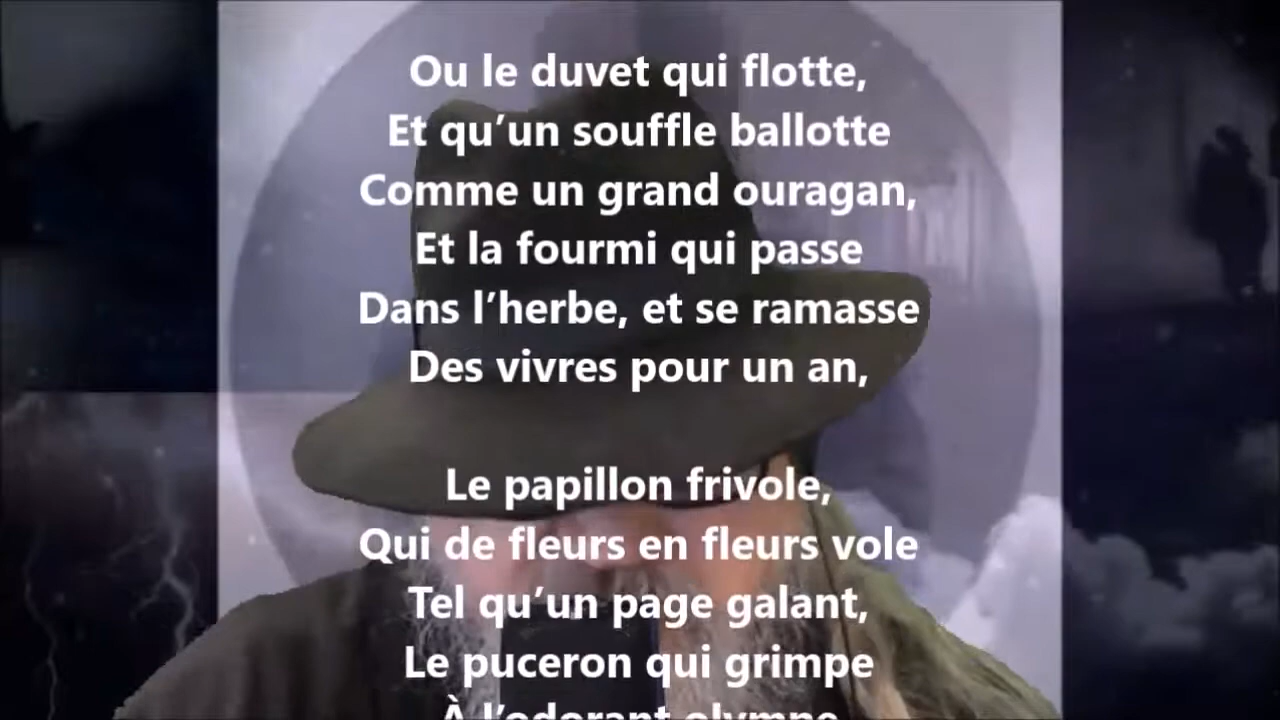 Ou le duvet qui flotte,
Et qu’un souffle ballotte
Comme un grand ouragan,
Et la fourmi qui passe
Dans l’herbe, et se ramasse
Des vivres pour un an,
Le papillon frivole,
Qui de fleurs en fleurs vole
Tel qu’un page galant,
Le puceron qui grimpe
À l’odorant olympe